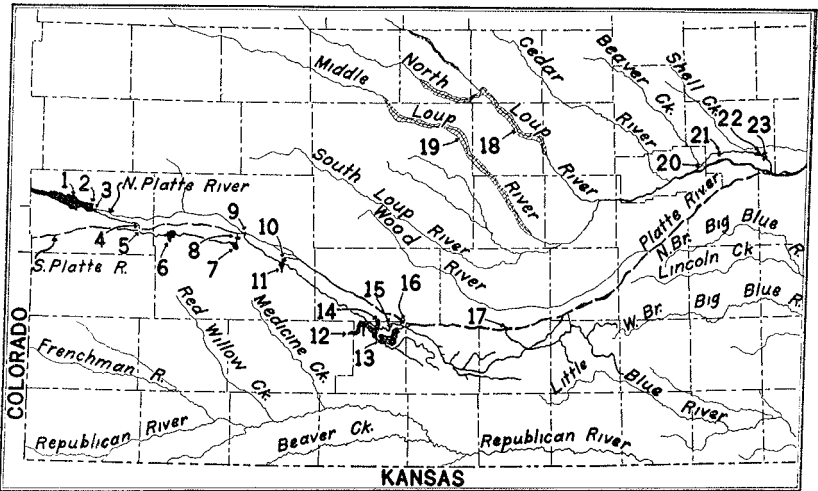 Cedar
Beaver Ck.
Shell Ck.
North
Middle
Loup
Loup
River
22
23
21
20
18
19
River
River
South
Loup River
Wood
River
1
2
3
N. Platte River
4
5
S. Platte R.
6
7
8
9
10
11
Platte River
N. Br. Big Blue R.
Lincoln Ck
W. Br. Big Blue R.
12
13
14
15
16
17
Little
Blue River
Red Willow Ck.
Medicine Ck.
Frenchman R.
Republican River
Beaver Ck.
Republican River
COLORADO
KANSAS